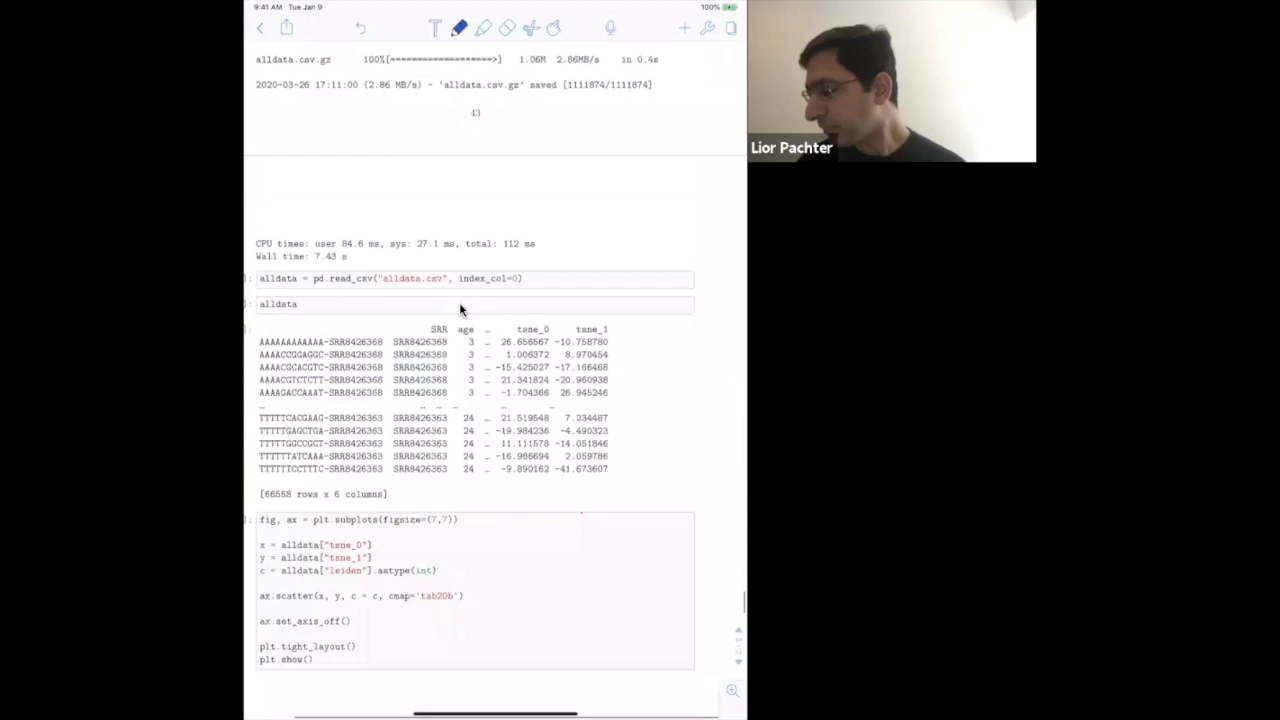 9:41 AM Tue Jan 9
100%
alldata.csv.gz 100%[===================>] 1.06M 2.86MB/s in 0.4s
2020-03-26 17:11:00 (2.86 MB/s) - 'alldata.csv.gz' saved [1111874/1111874]
43
Lior Pachter
CPU times: user 84.6 ms, sys: 27.1 ms, total: 112 ms
Wall time: 7.43 s
]: alldata = pd.read_csv("alldata.csv", index_col=0)
]: alldata
]: SRR age … tsne_0 tsne_1
AAAAAAAAAAAA-SRR8426368 SRR8426368 3 … 26.656567 -10.758780
AAAACCGGAGGC-SRR8426368 SRR8426368 3 … 1.006372 8.970454
AAAACGCACGTC-SRR8426368 SRR8426368 3 … -15.425027 -17.166468
AAAACGTCTCTT-SRR8426368 SRR8426368 3 … 21.341824 -20.960938
AAAAGACCAAAT-SRR8426368 SRR8426368 3 … -1.704366 26.945246
… … … … … …
TTTTTCACGAAG-SRR8426363 SRR8426363 24 … 21.519548 7.234487
TTTTTGAGCTGA-SRR8426363 SRR8426363 24 … -19.984236 -4.490323
TTTTTGGCCGCT-SRR8426363 SRR8426363 24 … 11.111578 -14.051846
TTTTTTATCAAA-SRR8426363 SRR8426363 24 … -16.986694 2.059786
TTTTTTCCTTTC-SRR8426363 SRR8426363 24 … -9.890162 -41.673607
[66558 rows x 6 columns]
]: fig, ax = plt.subplots(figsize=(7,7))
x = alldata["tsne_0"]
y = alldata["tsne_1"]
c = alldata["leiden"].astype(int)
ax.scatter(x, y, c = c, cmap='tab20b')
ax.set_axis_off()
plt.tight_layout()
plt.show()